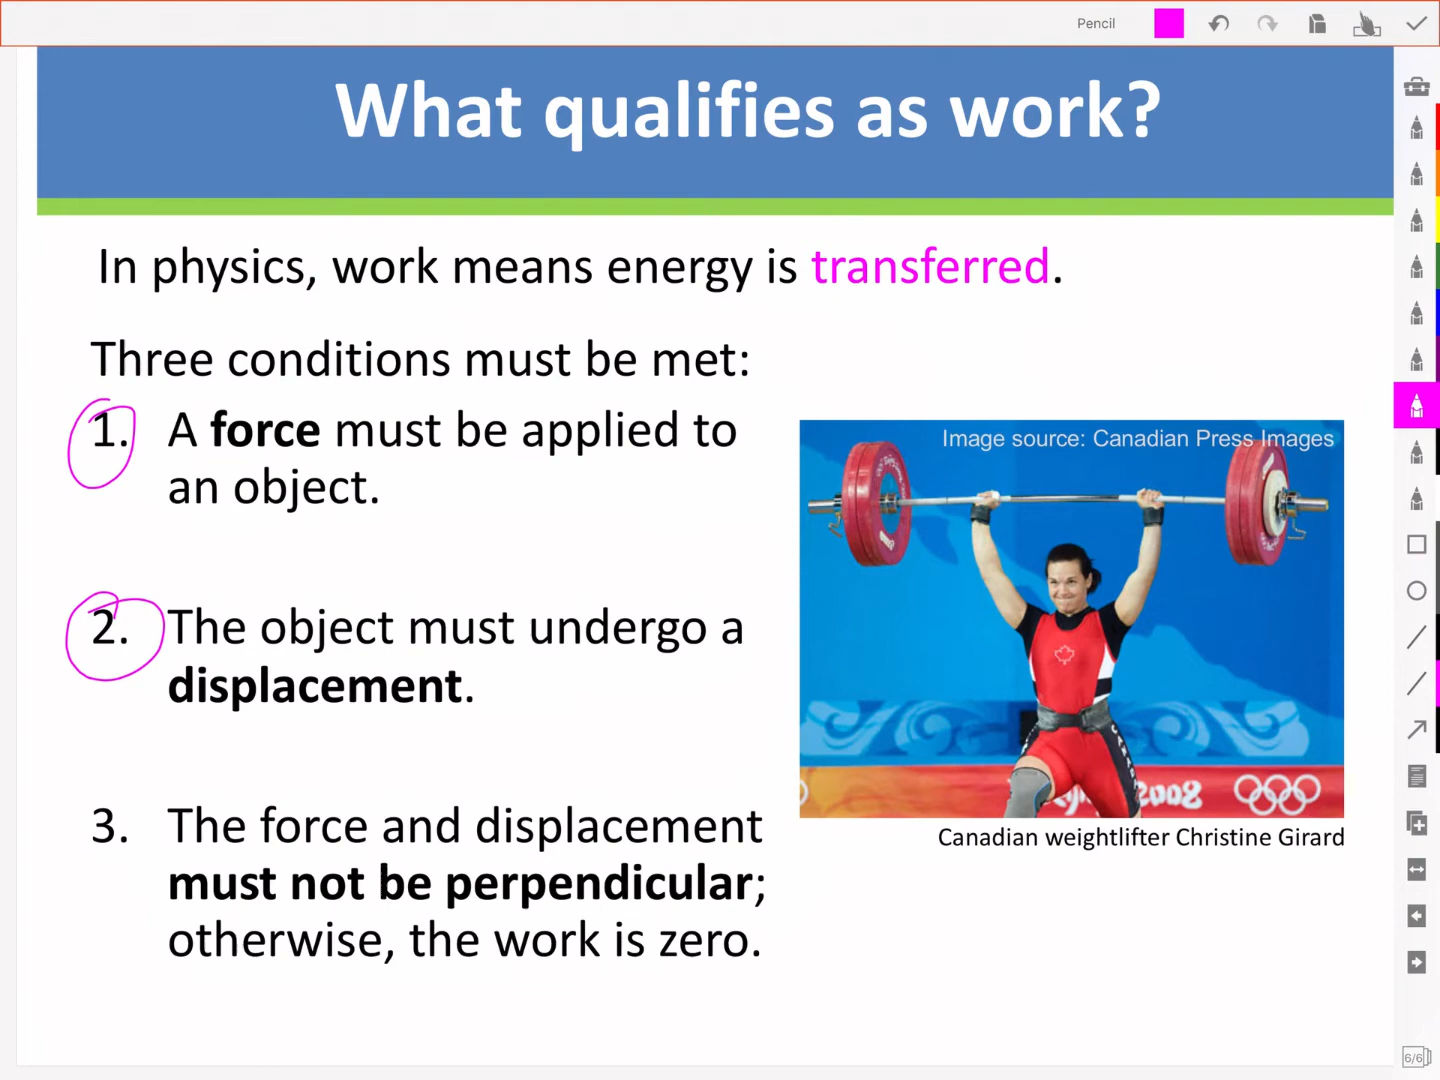 Pencil
What qualifies as work?
In physics, work means energy is transferred.
Three conditions must be met:
1. A force must be applied to
an object.
2. The object must undergo a
displacement.
3. The force and displacement
must not be perpendicular;
otherwise, the work is zero.
Image source: Canadian Press Images
2008
Canadian weightlifter Christine Girard
6/6